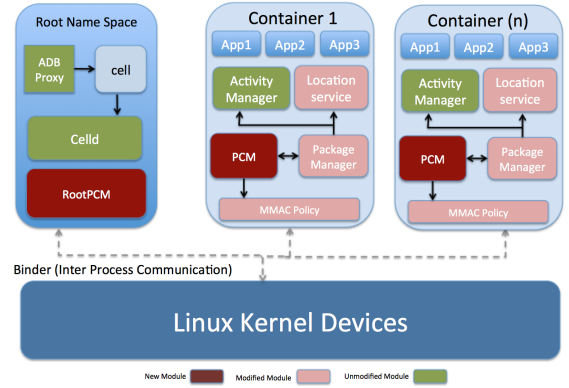 Root Name Space
ADB
Proxy
cell
Celld
RootPCM
Container 1
App1
App2
App3
Activity
Manager
Location
service
PCM
Package
Manager
MMAC Policy
Container (n)
App1
App2
App3
Activity
Manager
Location
service
PCM
Package
Manager
MMAC Policy
Binder (Inter Process Communication)
Linux Kernel Devices
New Module
Modified Module
Unmodified Module